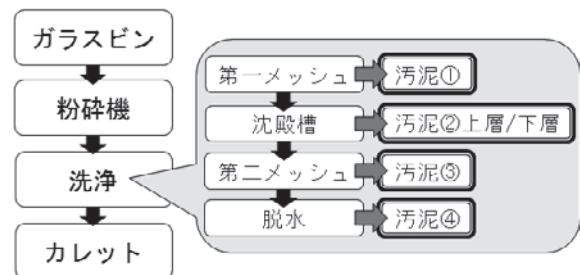 ガラスビン
粉砕機
洗浄
カレット
第一メッシュ
汚泥①
沈殿槽
汚泥②上層/下層
第二メッシュ
汚泥③
脱水
汚泥④